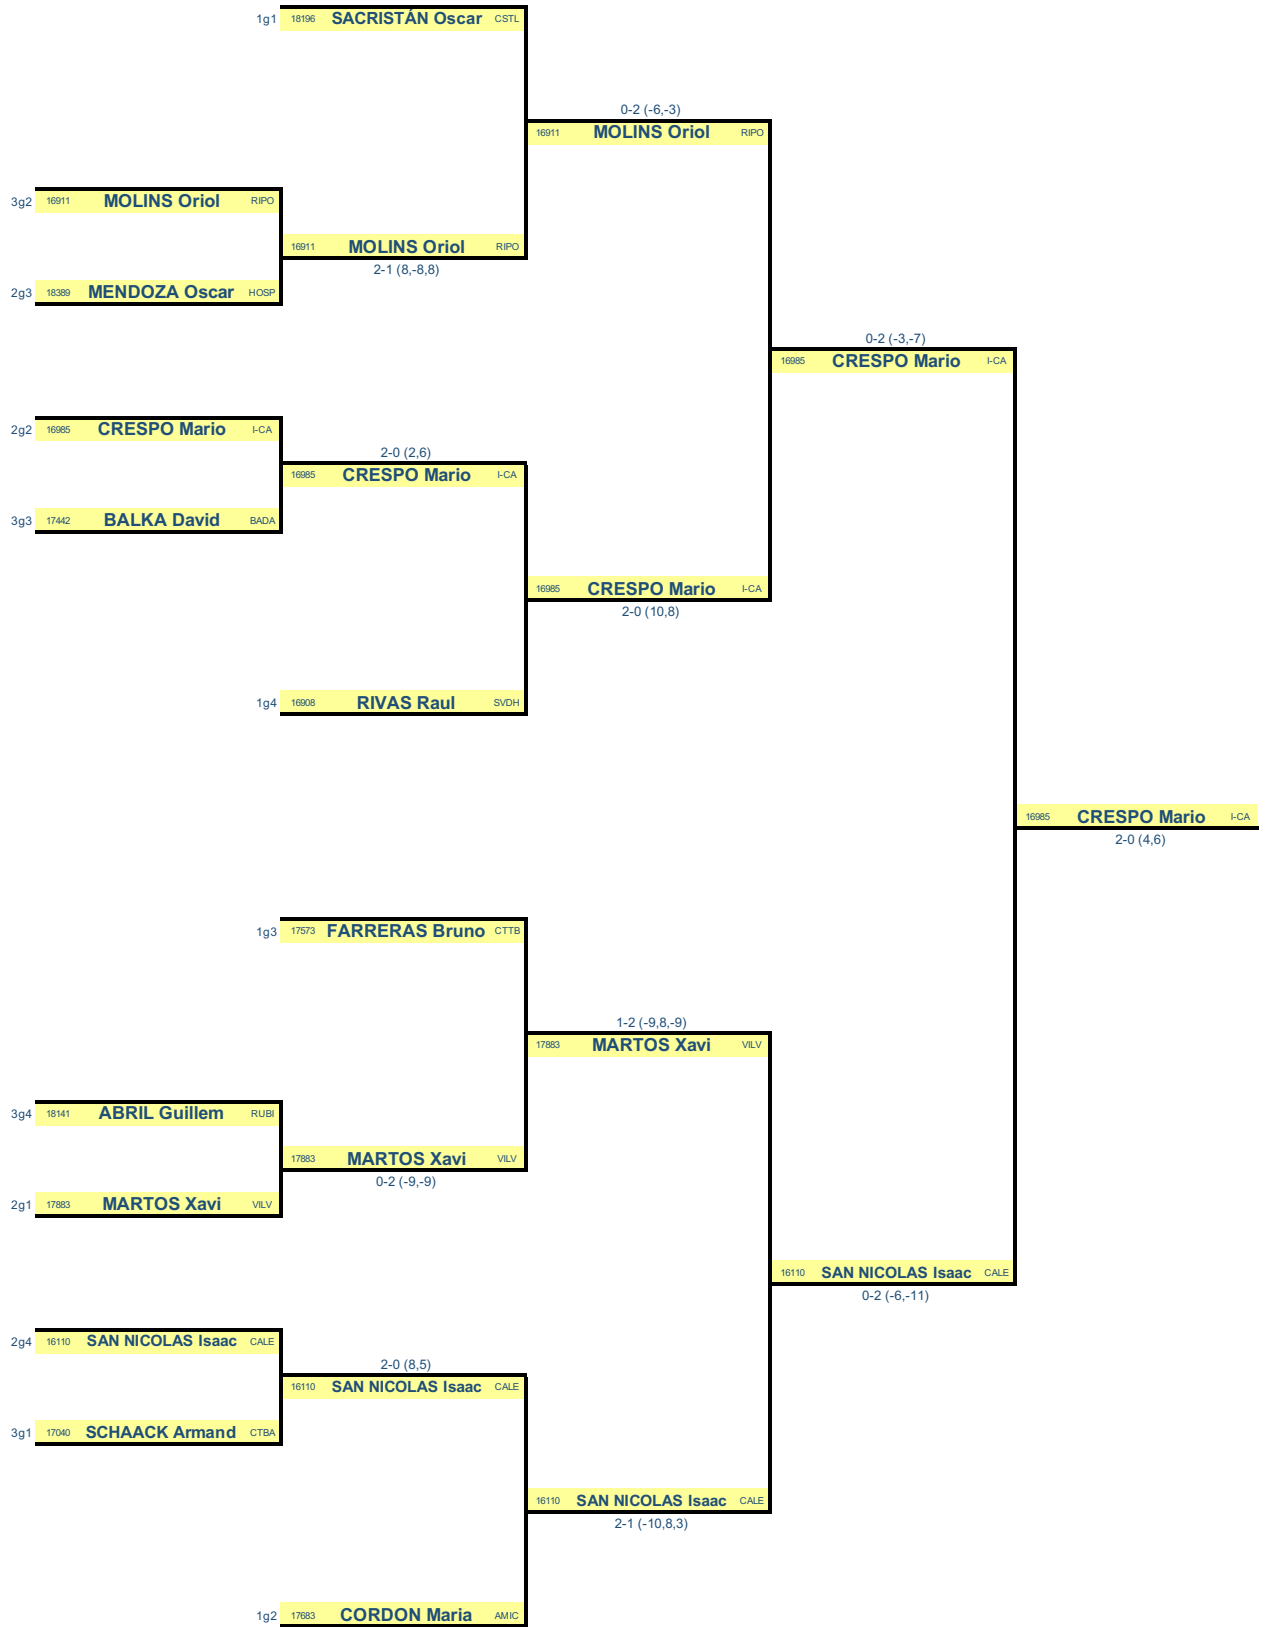 1g1 18196 SACRISTÁN Oscar CSTL
0-2 (-6,-3)
16911 MOLINS Oriol RIPO
3g2 16911 MOLINS Oriol RIPO
16911 MOLINS Oriol RIPO
2-1 (8,-8,8)
2g3 18389 MENDOZA Oscar HOSP
0-2 (-3,-7)
16985 CRESPO Mario I-CA
2g2 16985 CRESPO Mario I-CA
2-0 (2,6)
16985 CRESPO Mario I-CA
3g3 17442 BALKA David BADA
16985 CRESPO Mario I-CA
2-0 (10,8)
1g4 16908 RIVAS Raul SVDH
16985 CRESPO Mario I-CA
2-0 (4,6)
1g3 17573 FARRERAS Bruno CTTB
1-2 (-9,8,-9)
17883 MARTOS Xavi VILV
3g4 18141 ABRIL Guillem RUBI
17883 MARTOS Xavi VILV
0-2 (-9,-9)
2g1 17883 MARTOS Xavi VILV
16110 SAN NICOLAS Isaac CALE
0-2 (-6,-11)
2g4 16110 SAN NICOLAS Isaac CALE
2-0 (8,5)
16110 SAN NICOLAS Isaac CALE
3g1 17040 SCHAACK Armand CTBA
16110 SAN NICOLAS Isaac CALE
2-1 (-10,8,3)
1g2 17683 CORDON Maria AMIC